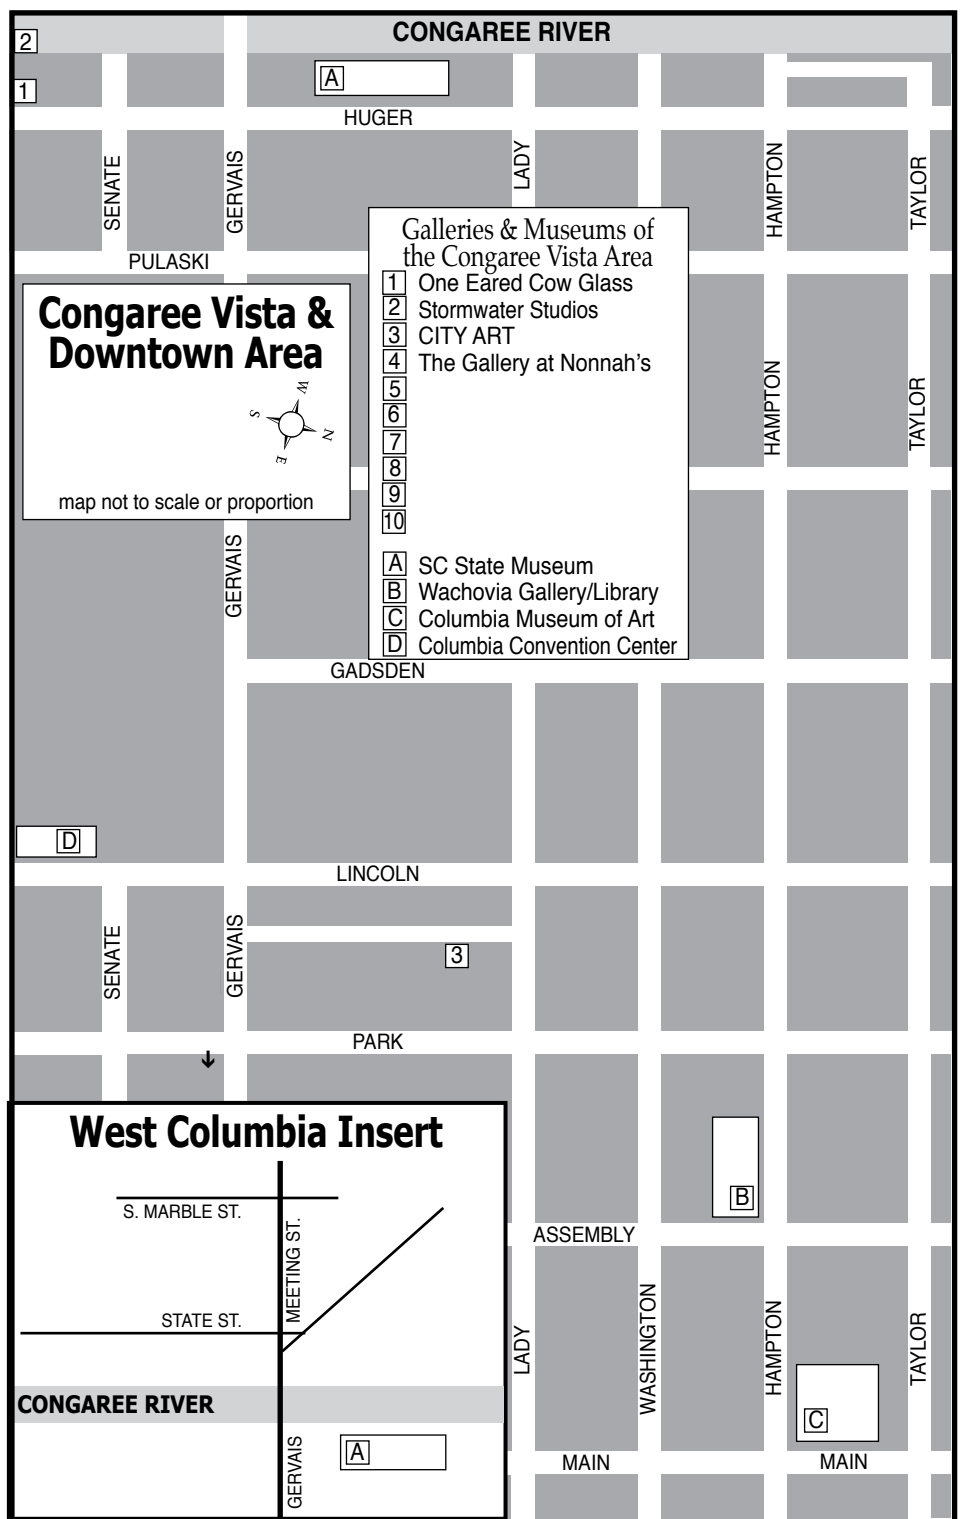 CONGAREE RIVER
2
A
1
HUGER
SENATE
GERVAIS
LADY
HAMPTON
TAYLOR
PULASKI
Galleries & Museums of
the Congaree Vista Area
1 One Eared Cow Glass
2 Stormwater Studios
3 CITY ART
4 The Gallery at Nonnah's
5
6
7
8
9
10
A SC State Museum
B Wachovia Gallery/Library
C Columbia Museum of Art
D Columbia Convention Center
Congaree Vista &
Downtown Area
W
S
N
E
map not to scale or proportion
HAMPTON
TAYLOR
GERVAIS
GADSDEN
D
LINCOLN
SENATE
GERVAIS
3
PARK
West Columbia Insert
S. MARBLE ST.
MEETING ST.
STATE ST.
CONGAREE RIVER
GERVAIS
A
B
ASSEMBLY
LADY
WASHINGTON
HAMPTON
TAYLOR
C
MAIN
MAIN